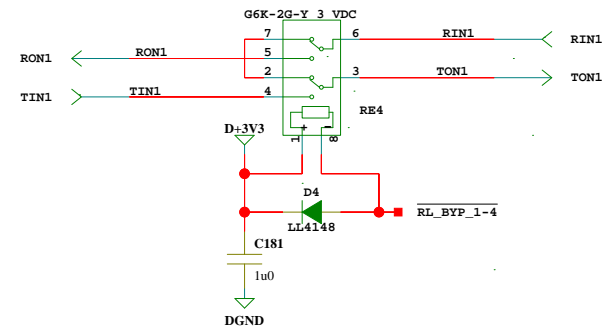 G6K-2G-Y 3 VDC
7 6 RIN1 RIN1
RON1 RON1 5
2 3 TON1 TON1
TIN1 TIN1 4
RE4
+ -
D+3V3 1 8
D4
RL_BYP_1-4
LL4148
C181
1u0
DGND